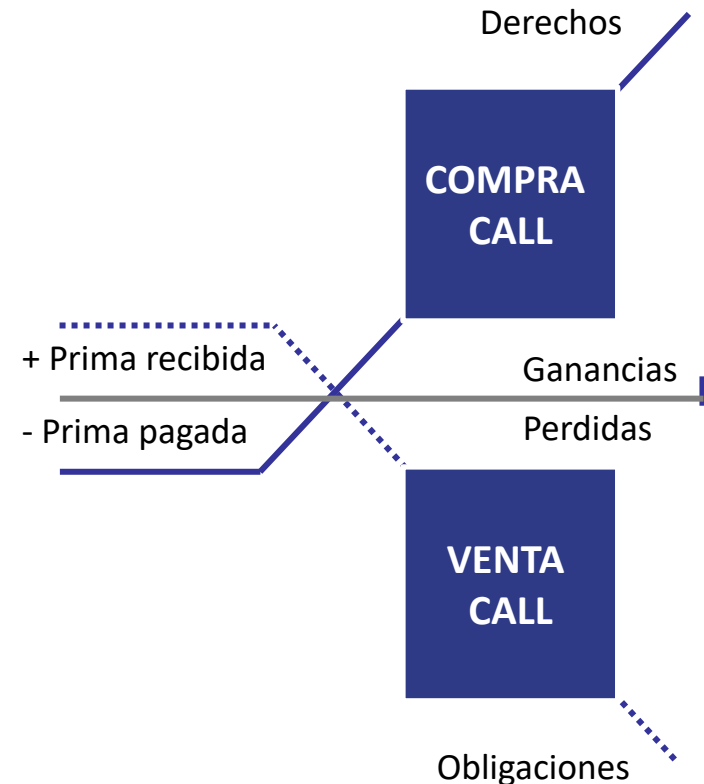 Derechos
COMPRA
CALL
+ Prima recibida
Ganancias
- Prima pagada
Perdidas
VENTA
CALL
Obligaciones